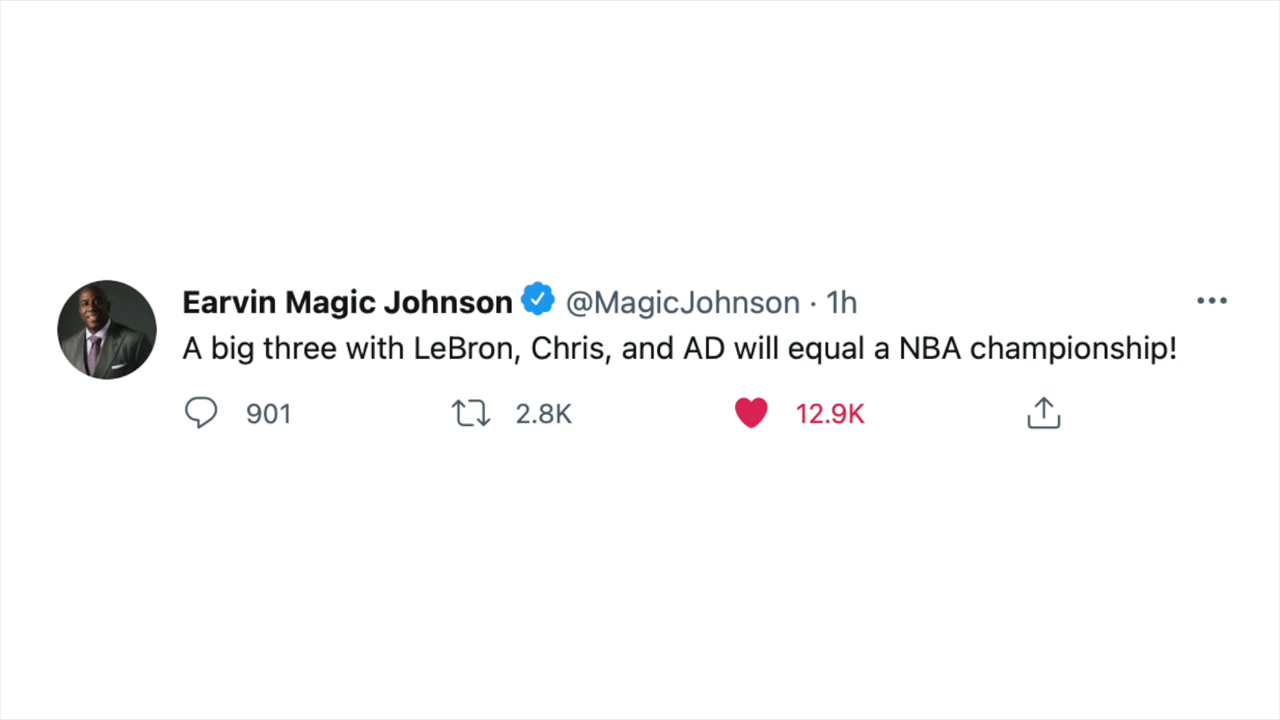 Earvin Magic Johnson @MagicJohnson · 1h
A big three with LeBron, Chris, and AD will equal a NBA championship!
901 2.8K 12.9K